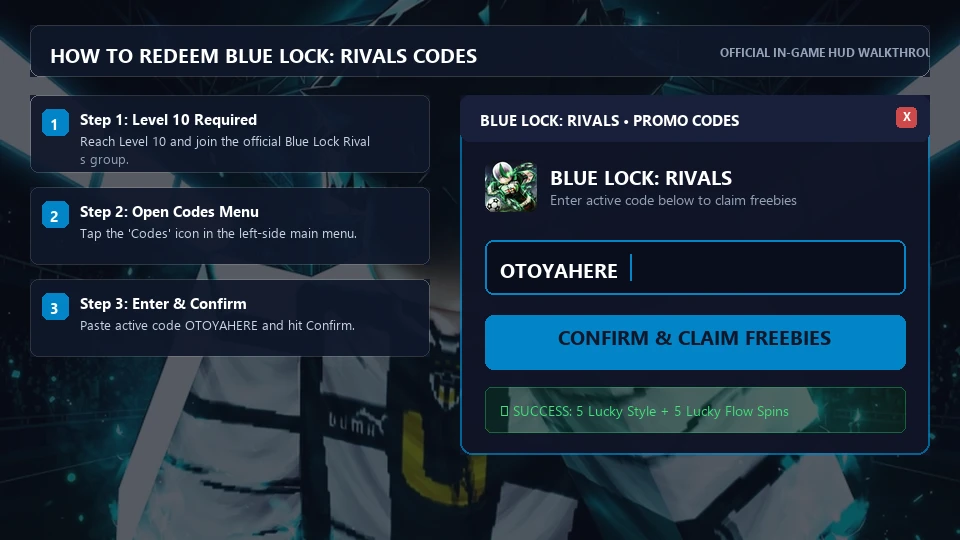 HOW TO REDEEM BLUE LOCK: RIVALS CODES
OFFICIAL IN-GAME HUD WALKTHROU
1
Step 1: Level 10 Required
Reach Level 10 and join the official Blue Lock Rival
s group.
2
Step 2: Open Codes Menu
Tap the 'Codes' icon in the left-side main menu.
3
Step 3: Enter & Confirm
Paste active code OTOYAHERE and hit Confirm.
BLUE LOCK: RIVALS • PROMO CODES
X
BLUE LOCK: RIVALS
Enter active code below to claim freebies
OTOYAHERE
CONFIRM & CLAIM FREEBIES
SUCCESS: 5 Lucky Style + 5 Lucky Flow Spins